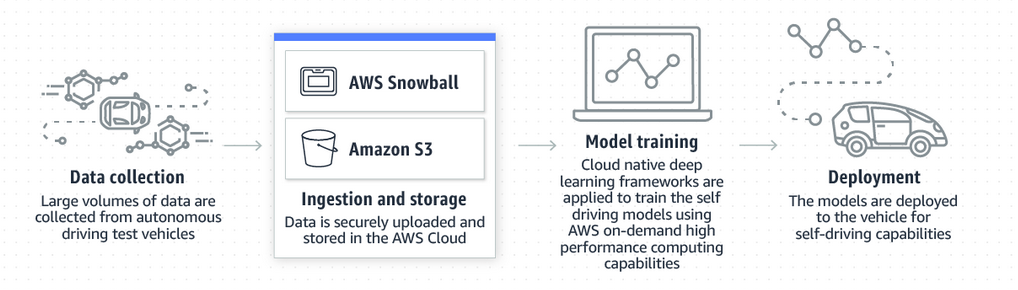 Data collection
Large volumes of data are
collected from autonomous
driving test vehicles
AWS Snowball
Amazon S3
Ingestion and storage
Data is securely uploaded and
stored in the AWS Cloud
Model training
Cloud native deep
learning frameworks are
applied to train the self
driving models using
AWS on-demand high
performance computing
capabilities
Deployment
The models are deployed
to the vehicle for
self-driving capabilities